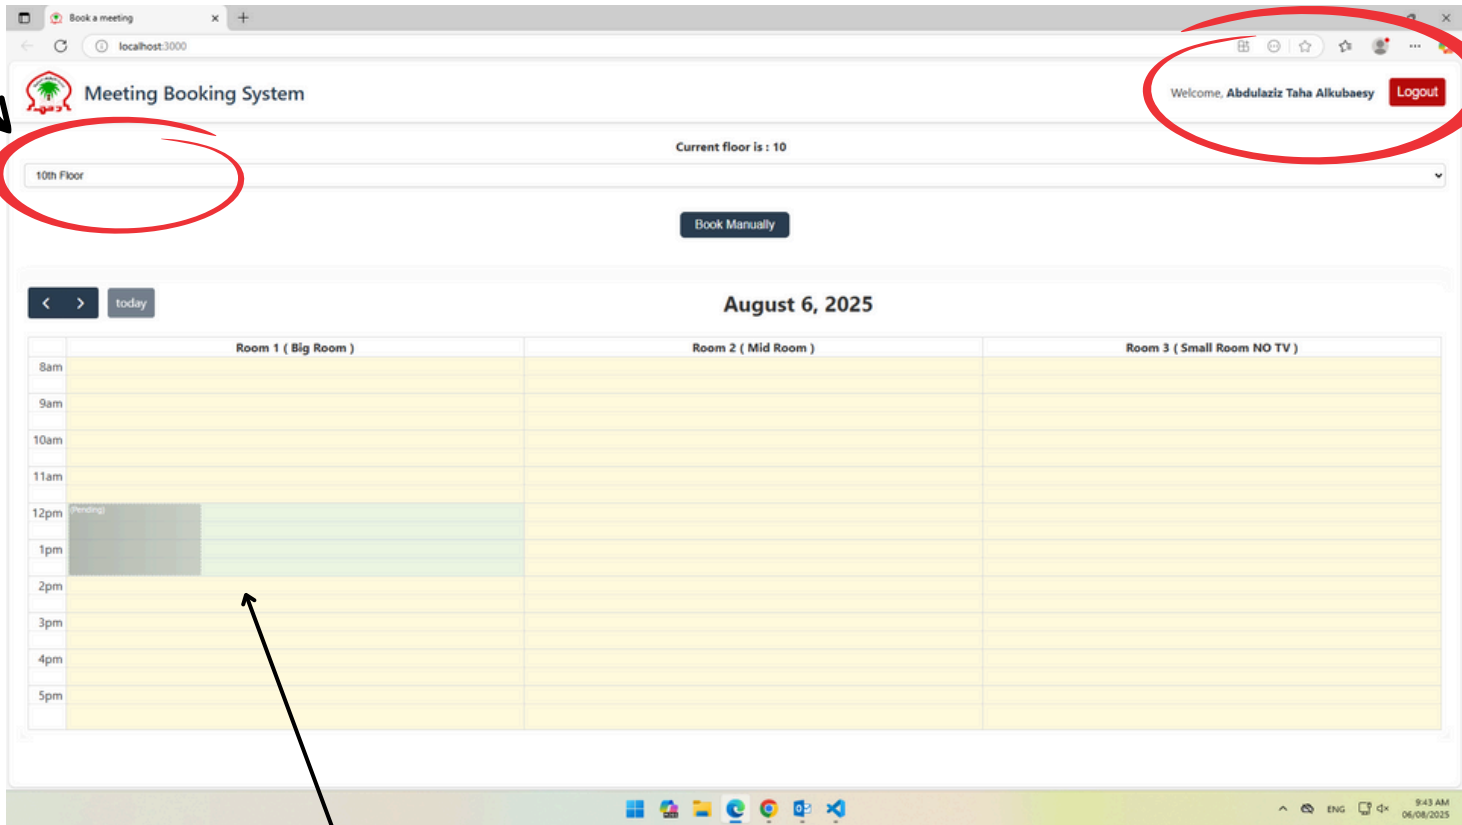 Book a meeting
localhost:3000
Meeting Booking System
Welcome, Abdulaziz Taha Alkubaesy
Logout
Current floor is : 10
10th Floor
Book Manually
today
August 6, 2025
Room 1 ( Big Room )
Room 2 ( Mid Room )
Room 3 ( Small Room NO TV )
8am
9am
10am
11am
12pm
(Pending)
1pm
2pm
3pm
4pm
5pm
ENG
9:43 AM
06/08/2025